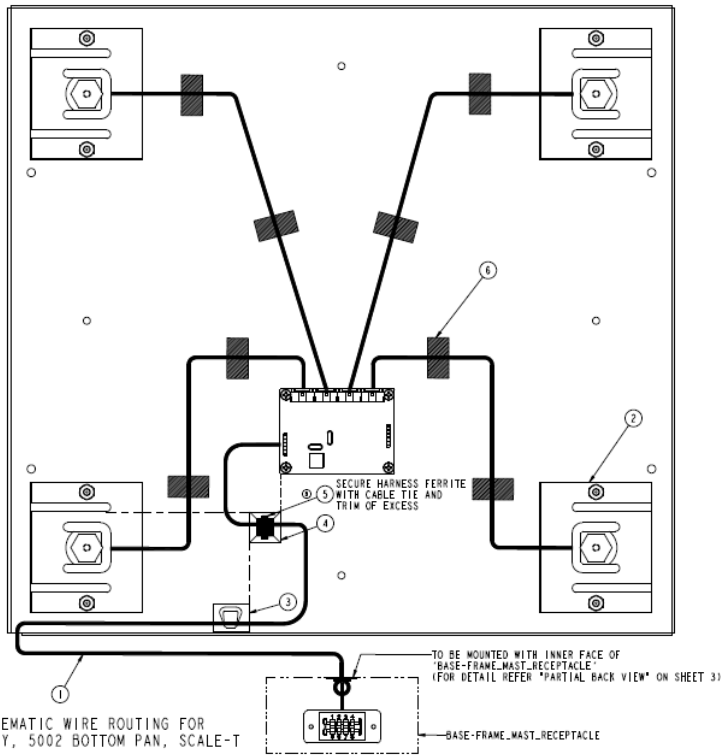 6
2
SECURE HARNESS FERRITE
5 WITH CABLE TIE AND
TRIM OF EXCESS
4
3
1
TO BE MOUNTED WITH INNER FACE OF
'BASE-FRAME_MAST_RECEPTACLE'
(FOR DETAIL REFER "PARTIAL BACK VIEW" ON SHEET 3)
BASE-FRAME_MAST_RECEPTACLE
EMATIC WIRE ROUTING FOR
Y, 5002 BOTTOM PAN, SCALE-T